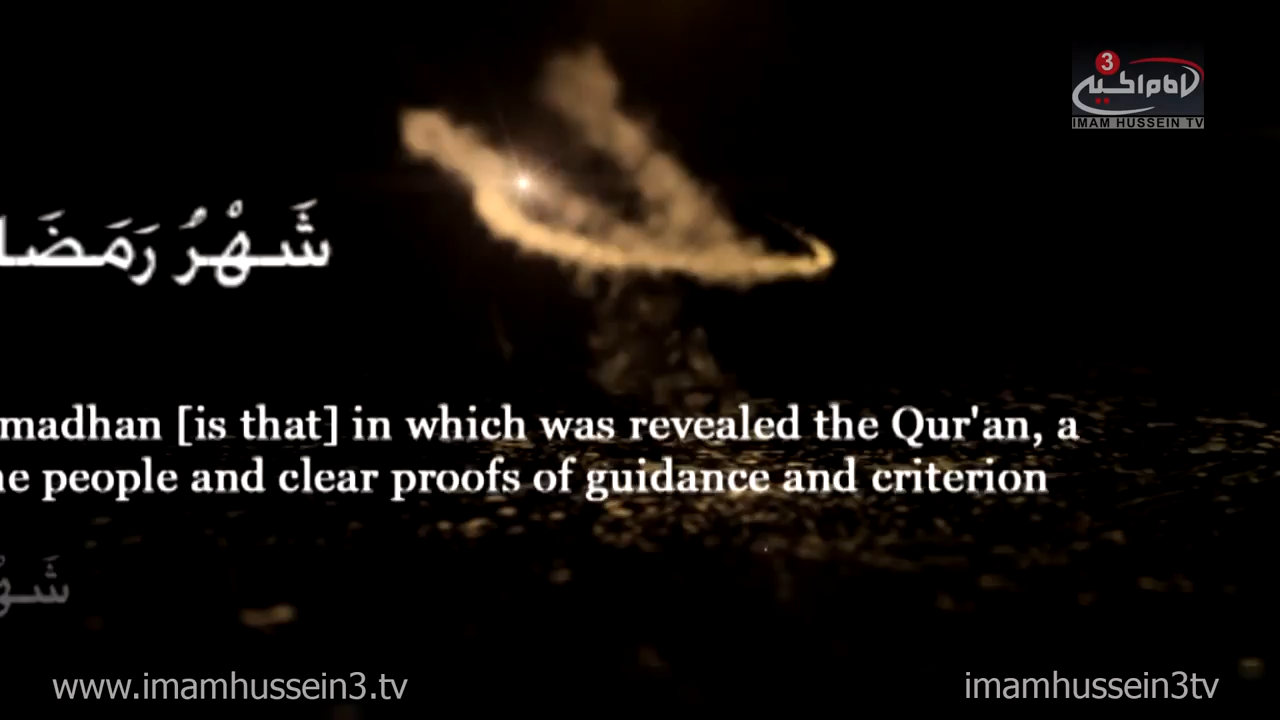 3
IMAM HUSSEIN TV
شَهْرُ رَمَضَا
madhan [is that] in which was revealed the Qur'an, a
he people and clear proofs of guidance and criterion
شَهْ
www.imamhussein3.tv
imamhussein3tv